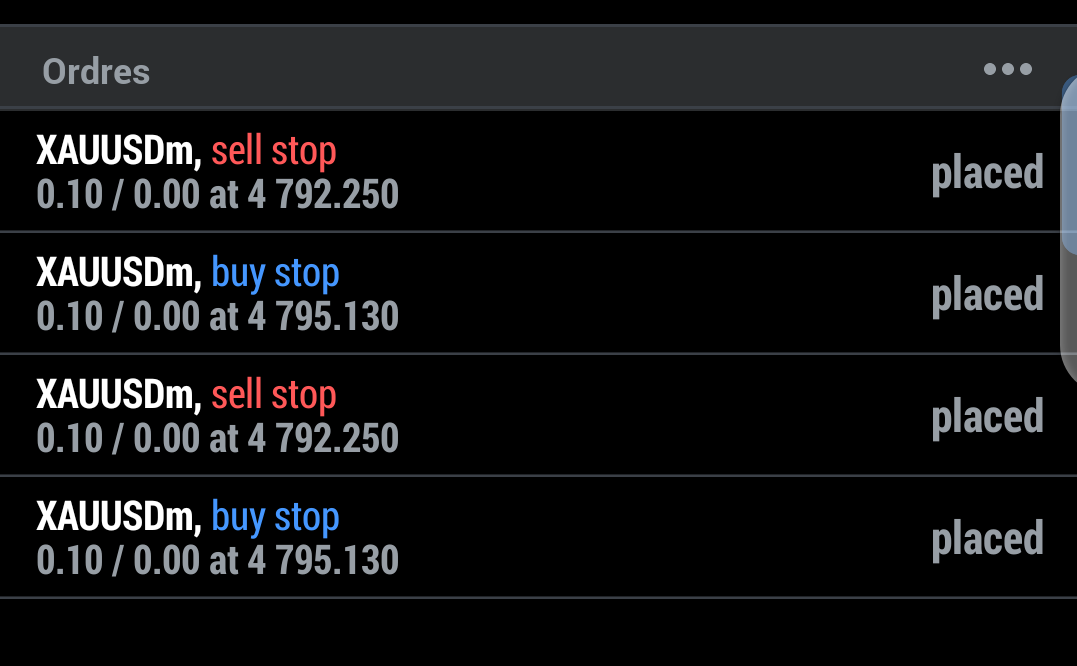 Ordres
XAUUSDm, sell stop
0.10 / 0.00 at 4 792.250
placed
XAUUSDm, buy stop
0.10 / 0.00 at 4 795.130
placed
XAUUSDm, sell stop
0.10 / 0.00 at 4 792.250
placed
XAUUSDm, buy stop
0.10 / 0.00 at 4 795.130
placed